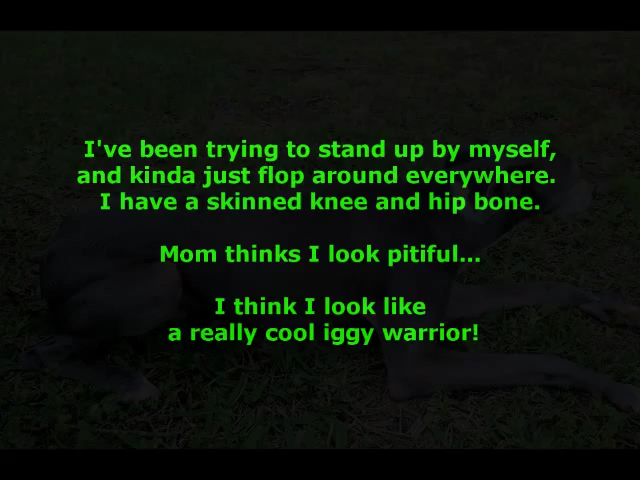 I've been trying to stand up by myself,
and kinda just flop around everywhere.
I have a skinned knee and hip bone.
Mom thinks I look pitiful...
I think I look like
a really cool iggy warrior!